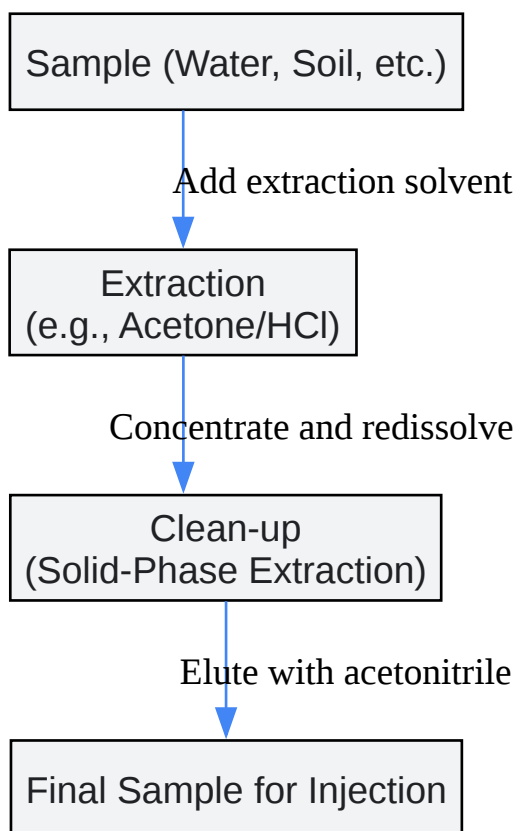 Sample (Water, Soil, etc.)
Add extraction solvent
Extraction
(e.g., Acetone/HCl)
Concentrate and redissolve
Clean-up
(Solid-Phase Extraction)
Elute with acetonitrile
Final Sample for Injection